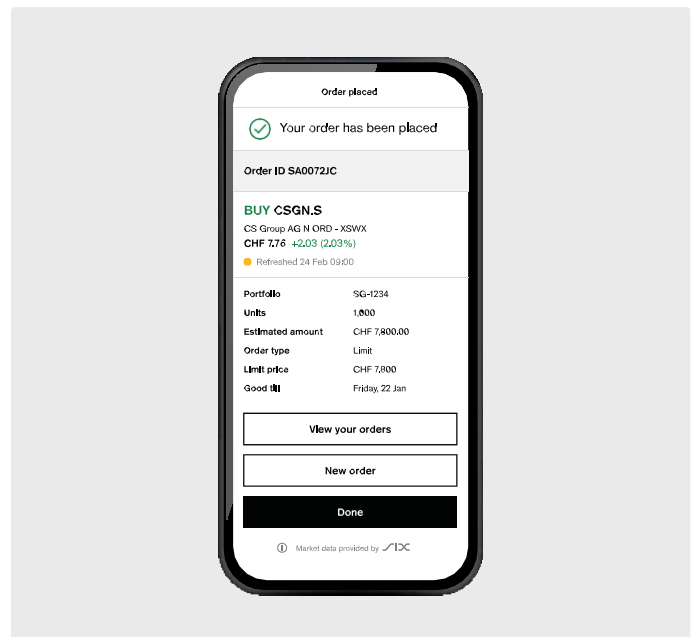 Order placed
Your order has been placed
Order ID SA0072JC
BUY CSGN.S
CS Group AG N ORD - XSWX
CHF 7.76 +2.03 (2.03%)
Refreshed 24 Feb 09:00
Portfolio SG-1234
Units 1,000
Estimated amount CHF 7,800.00
Order type Limit
Limit price CHF 7,800
Good till Friday, 22 Jan
View your orders
New order
Done
Market data provided by SIX